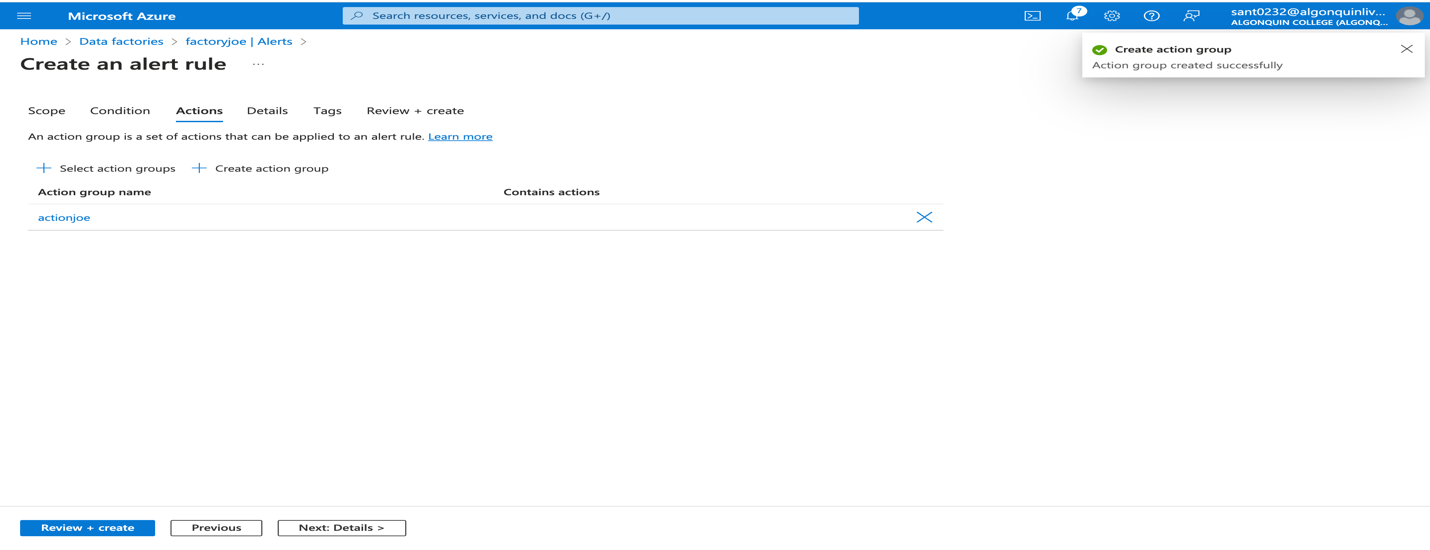 Microsoft Azure
Search resources, services, and docs (G+/)
7
sant0232@algonquinliv...
ALGONQUIN COLLEGE (ALGONQ...
Home > Data factories > factoryjoe | Alerts >
Create an alert rule ...
Create action group
Action group created successfully
Scope Condition Actions Details Tags Review + create
An action group is a set of actions that can be applied to an alert rule. Learn more
+ Select action groups + Create action group
Action group name Contains actions
actionjoe
Review + create Previous Next: Details >